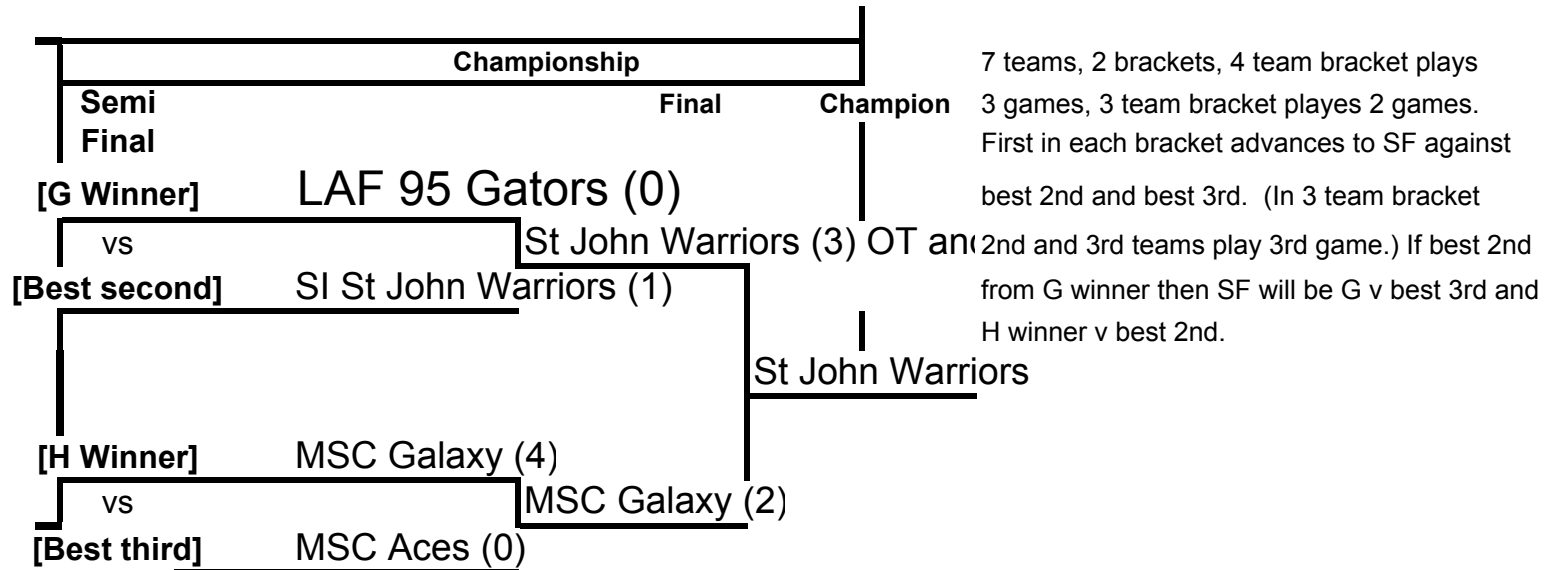 Championship
Semi Final Champion
Final
[G Winner] LAF 95 Gators (0)
vs
St John Warriors (3) OT
[Best second] SI St John Warriors (1)
St John Warriors
[H Winner] MSC Galaxy (4)
vs
MSC Galaxy (2)
[Best third] MSC Aces (0)
7 teams, 2 brackets, 4 team bracket plays
3 games, 3 team bracket playes 2 games.
First in each bracket advances to SF against
best 2nd and best 3rd. (In 3 team bracket
2nd and 3rd teams play 3rd game.) If best 2nd
from G winner then SF will be G v best 3rd and
H winner v best 2nd.